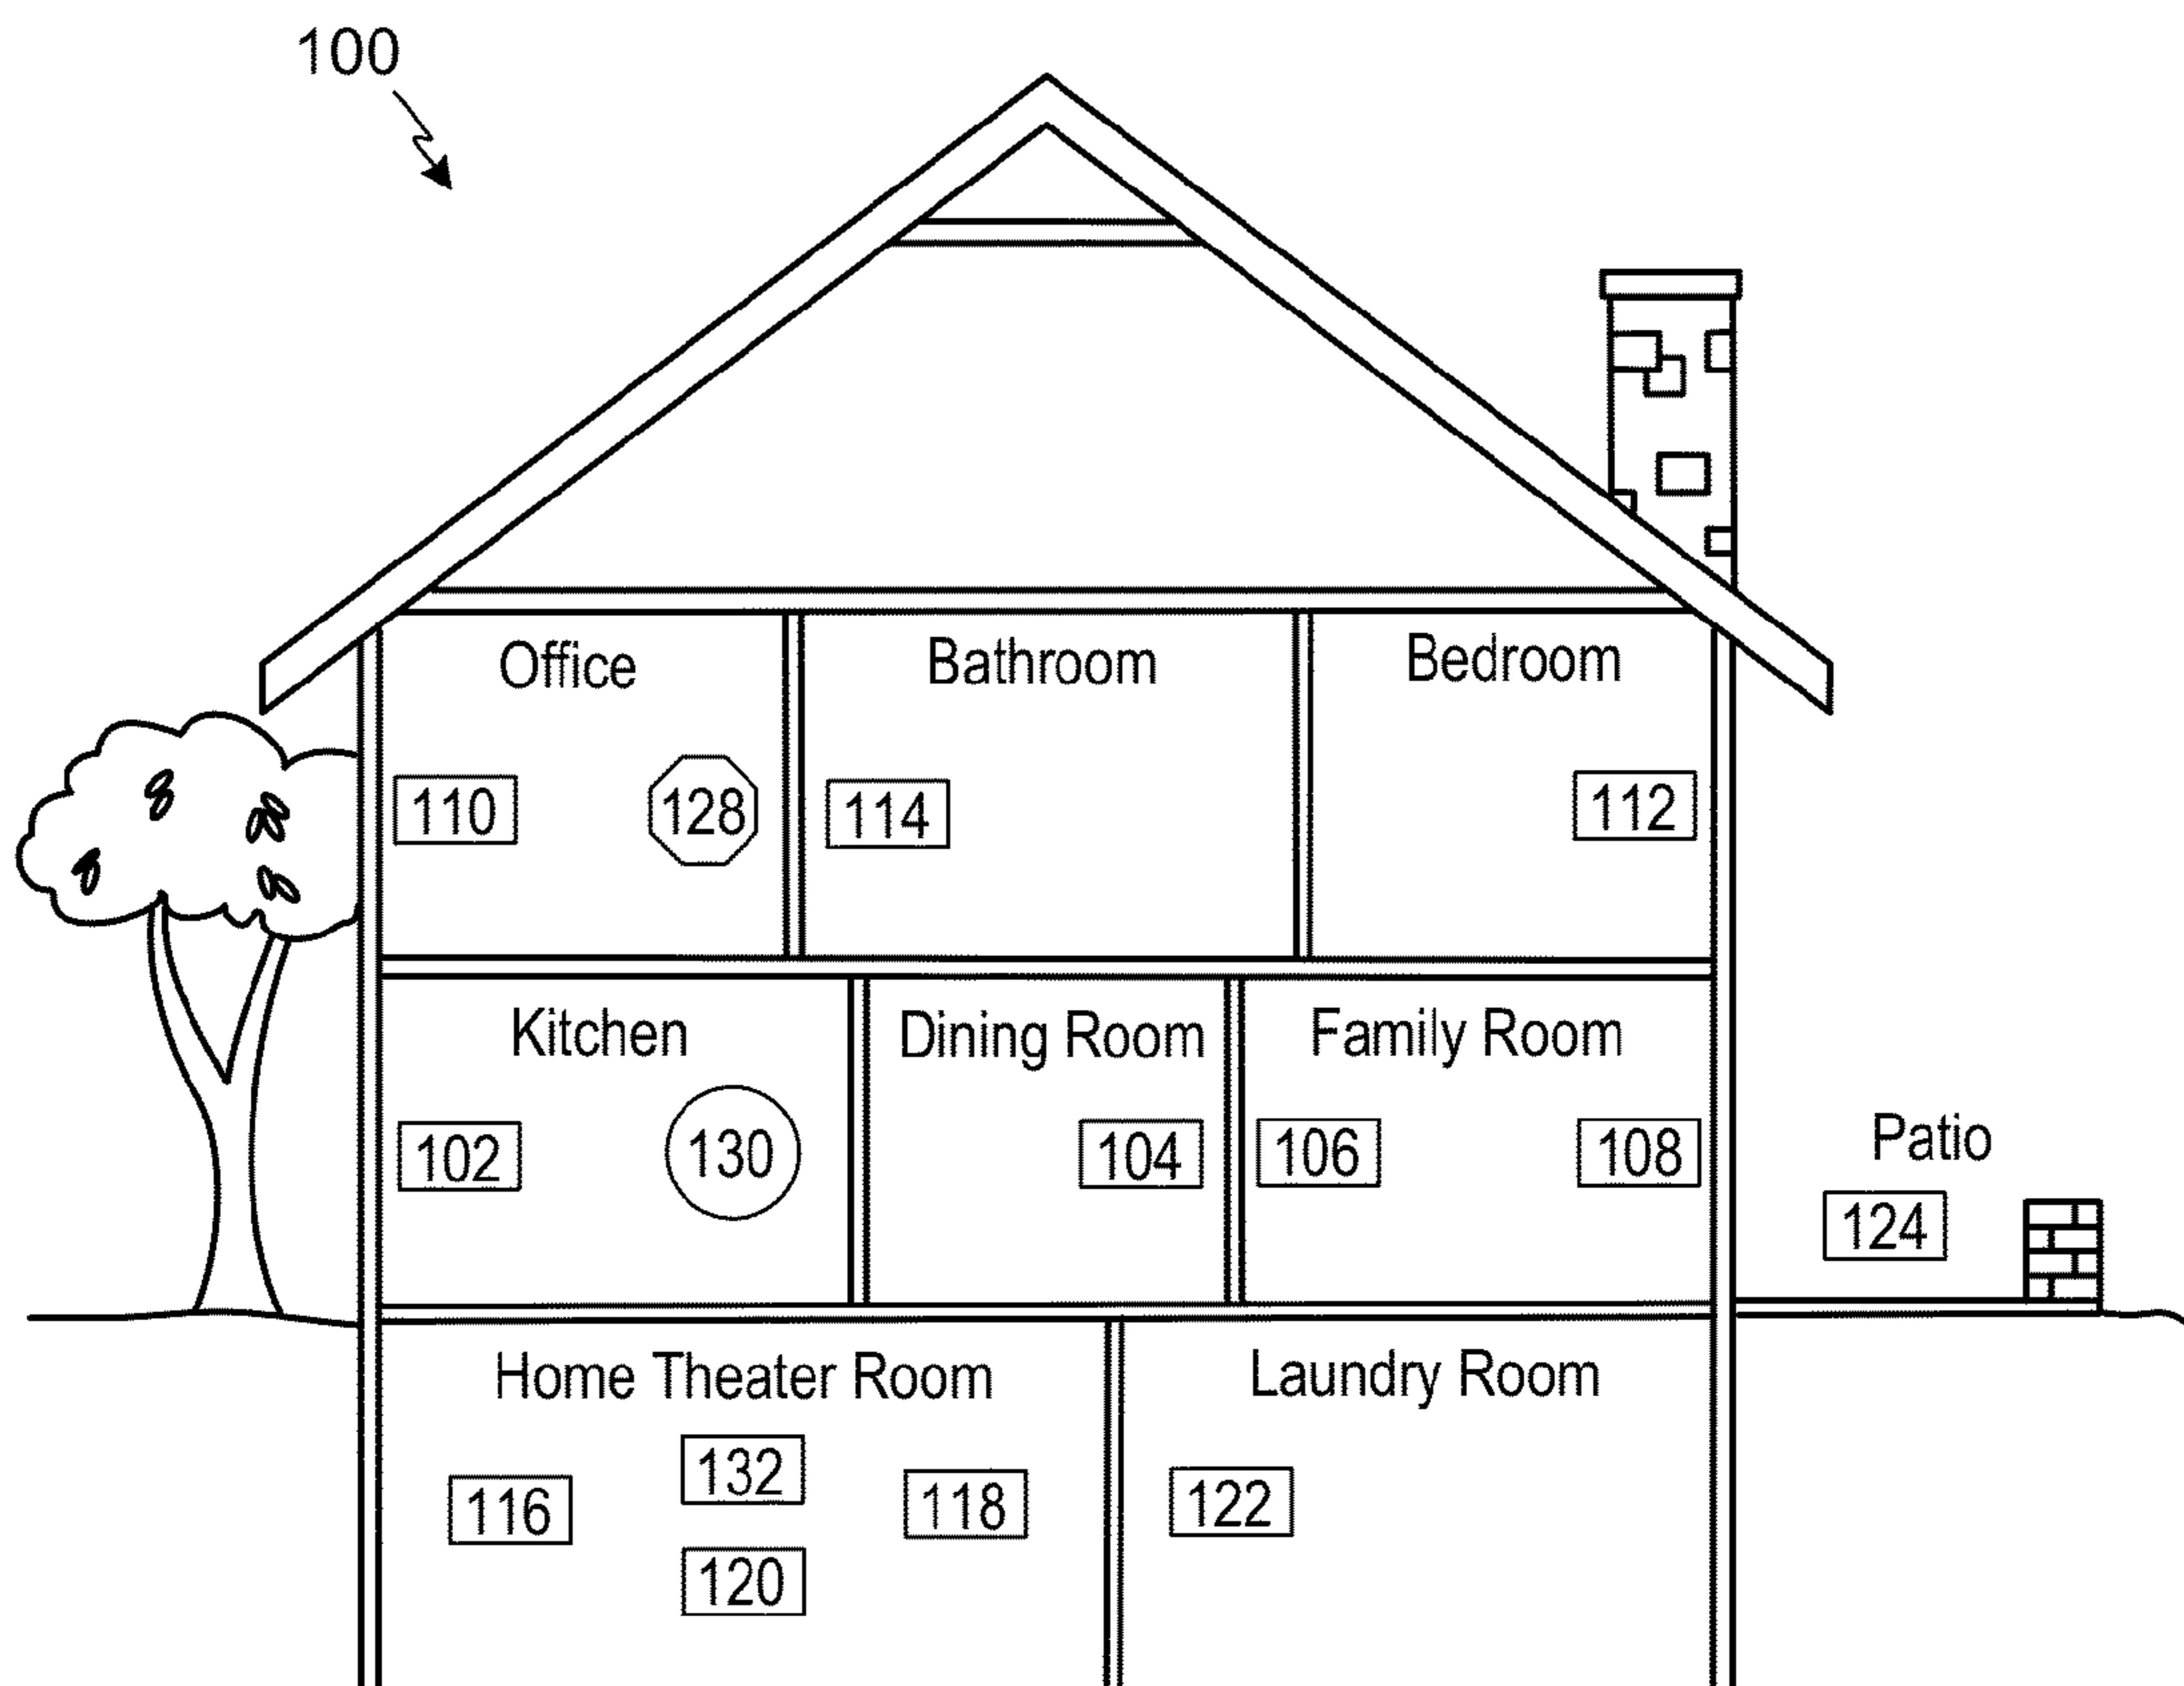 100
Office
Bathroom
Bedroom
110
128
114
112
Kitchen
Dining Room
Family Room
102
130
104
106
108
Patio
124
Home Theater Room
Laundry Room
116
132
118
122
120